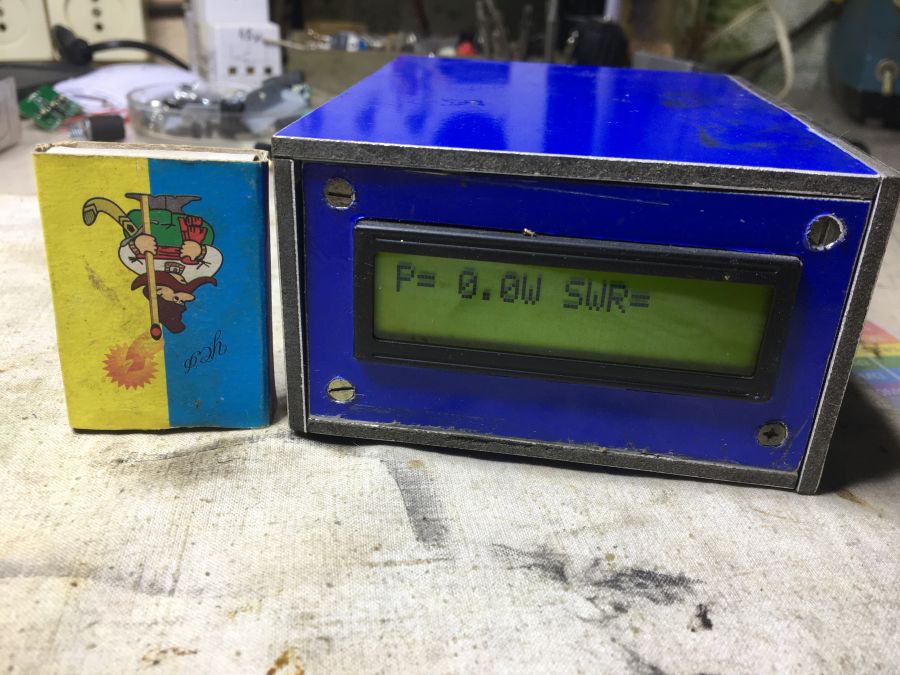 P= 0.0W SWR=